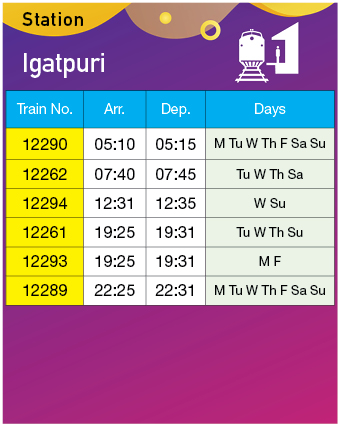 Station
Igatpuri
Train No. Arr. Dep. Days
12290 05:10 05:15 M Tu W Th F Sa Su
12262 07:40 07:45 Tu W Th Sa
12294 12:31 12:35 W Su
12261 19:25 19:31 Tu W Th Su
12293 19:25 19:31 M F
12289 22:25 22:31 M Tu W Th F Sa Su